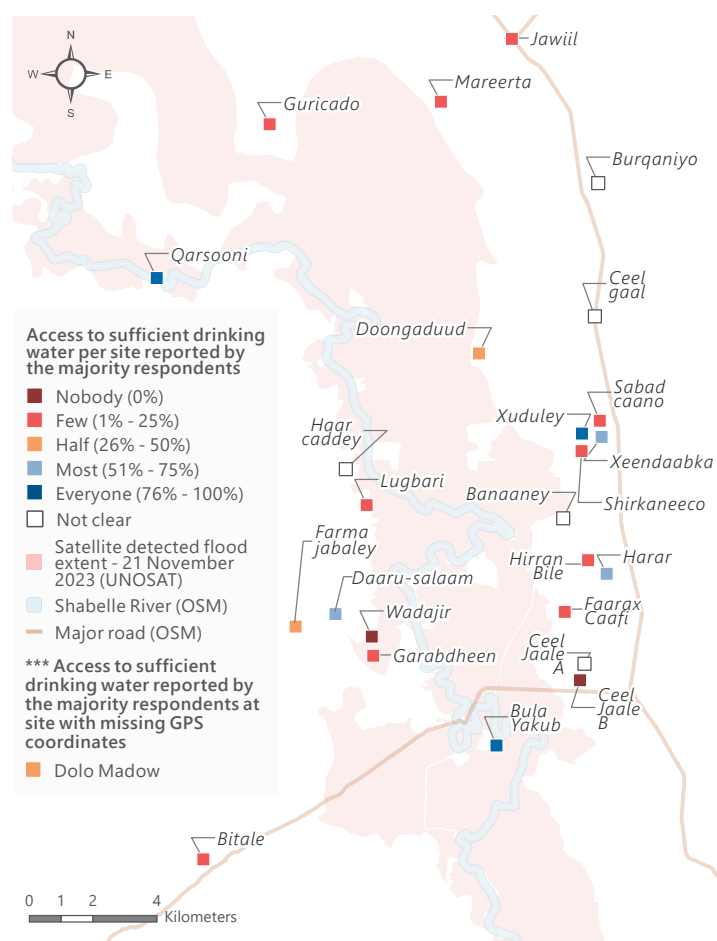 N
W
E
S
Jawiil
Mareerta
Guricado
Burqaniyo
Qarsooni
Ceel
gaal
Doongaduud
Access to sufficient drinking
water per site reported by
the majority respondents
Nobody (0%)
Few (1% - 25%)
Half (26% - 50%)
Most (51% - 75%)
Everyone (76% - 100%)
Not clear
Satellite detected flood
extent - 21 November
2023 (UNOSAT)
Shabelle River (OSM)
Major road (OSM)
*** Access to sufficient
drinking water reported by
the majority respondents at
site with missing GPS
coordinates
Dolo Madow
Sabad
caano
Xuduley
Haar
caddey
Xeendaabka
Lugbari
Banaaney
Shirkaneeco
Farma
jabaley
Hirran
Bile
Harar
Daaru-salaam
Wadajir
Faarax
Caafi
Garabdheen
Ceel
Jaale
A
Ceel
Jaale
B
Bula
Yakub
Bitale
0 1 2 4
Kilometers